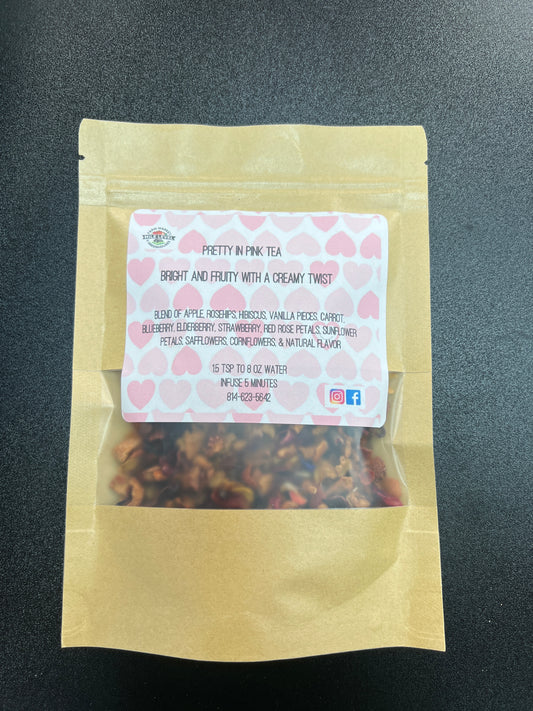 PRETTY IN PINK TEA
BRIGHT AND FRUITY WITH A CREAMY TWIST
BLEND OF APPLE, ROSEHIPS, HIBISCUS, VANILLA PIECES, CARROT,
BLUEBERRY, ELDERBERRY, STRAWBERRY, RED ROSE PETALS, SUNFLOWER
PETALS, SAFFLOWERS, CORNFLOWERS, & NATURAL FLAVOR
1.5 TSP TO 8 OZ WATER
INFUSE 5 MINUTES
814-623-5642